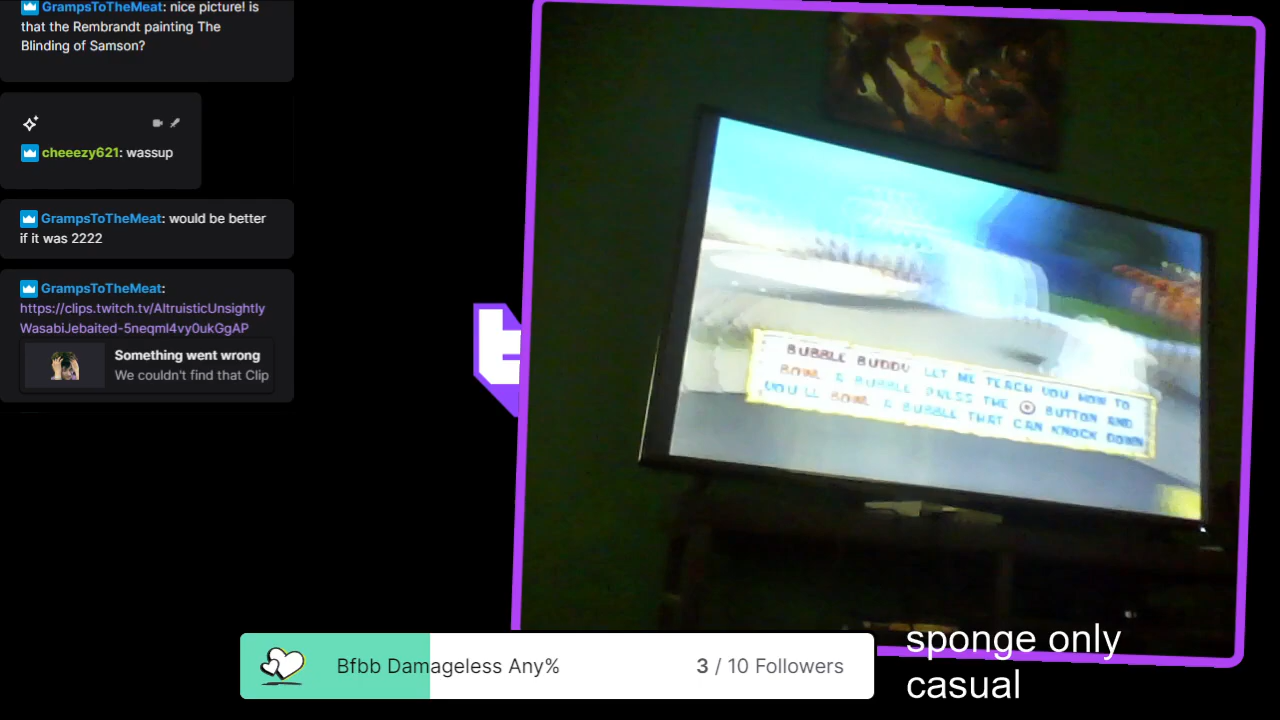 GrampsToTheMeat: nice picture! is
that the Rembrandt painting The
Blinding of Samson?
cheeezy621: wassup
GrampsToTheMeat: would be better
if it was 2222
GrampsToTheMeat:
https://clips.twitch.tv/AltruisticUnsightly
WasabiJebaited-5neqmI4vy0ukGgAP
Something went wrong
We couldn't find that Clip
BUBBLE BUDDY LET ME TEACH YOU HOW TO
BOWL A BUBBLE PRESS THE BUTTON AND
YOU'LL BOWL A BUBBLE THAT CAN KNOCK DOWN
Bfbb Damageless Any%
3 / 10 Followers
sponge only
casual